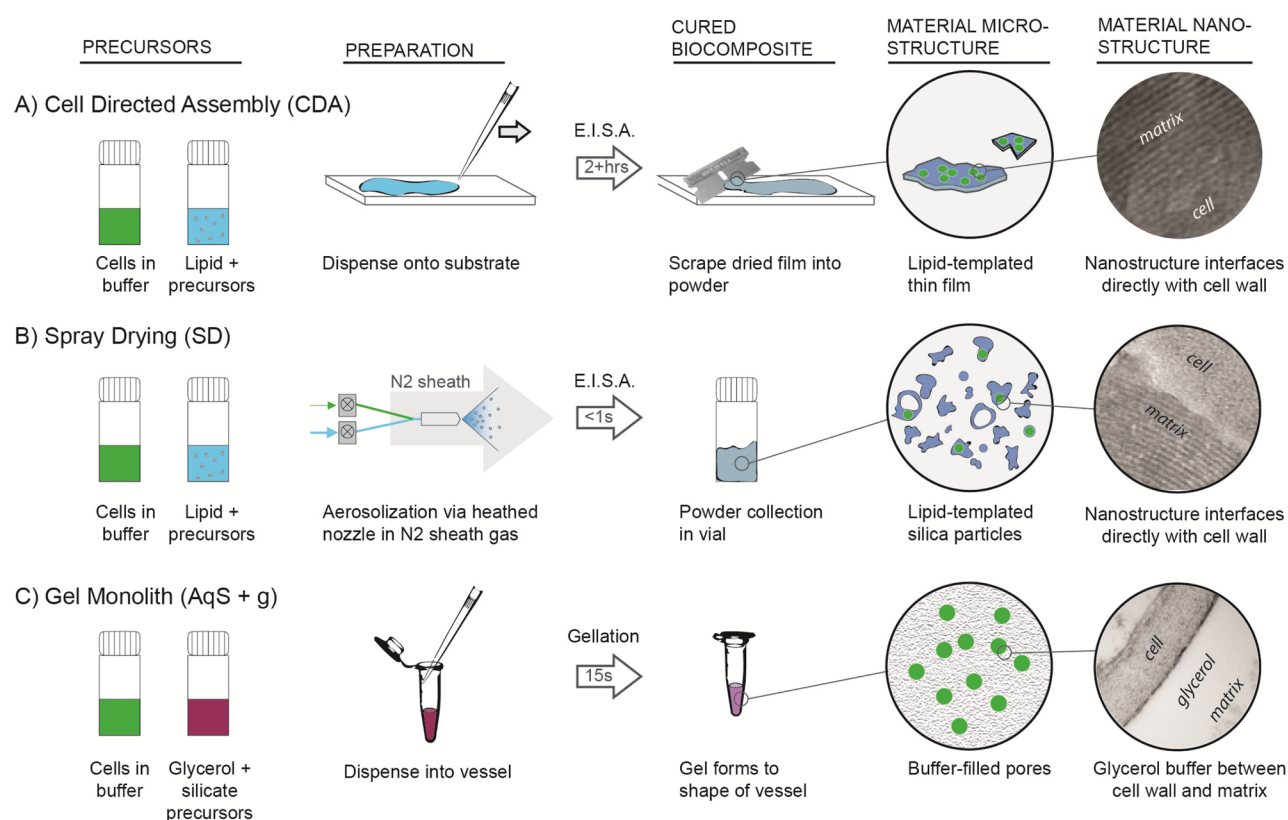 PRECURSORS
PREPARATION
CURED
BIOCOMPOSITE
MATERIAL MICRO-
STRUCTURE
MATERIAL NANO-
STRUCTURE
A) Cell Directed Assembly (CDA)
E.I.S.A.
2+hrs
matrix
cell
Cells in
buffer
Lipid +
precursors
Dispense onto substrate
Scrape dried film into
powder
Lipid-templated
thin film
Nanostructure interfaces
directly with cell wall
B) Spray Drying (SD)
N2 sheath
E.I.S.A.
<1s
cell
matrix
Cells in
buffer
Lipid +
precursors
Aerosolization via heathed
nozzle in N2 sheath gas
Powder collection
in vial
Lipid-templated
silica particles
Nanostructure interfaces
directly with cell wall
C) Gel Monolith (AqS + g)
Gellation
15s
cell
glycerol
matrix
Cells in
buffer
Glycerol +
silicate
precursors
Dispense into vessel
Gel forms to
shape of vessel
Buffer-filled pores
Glycerol buffer between
cell wall and matrix